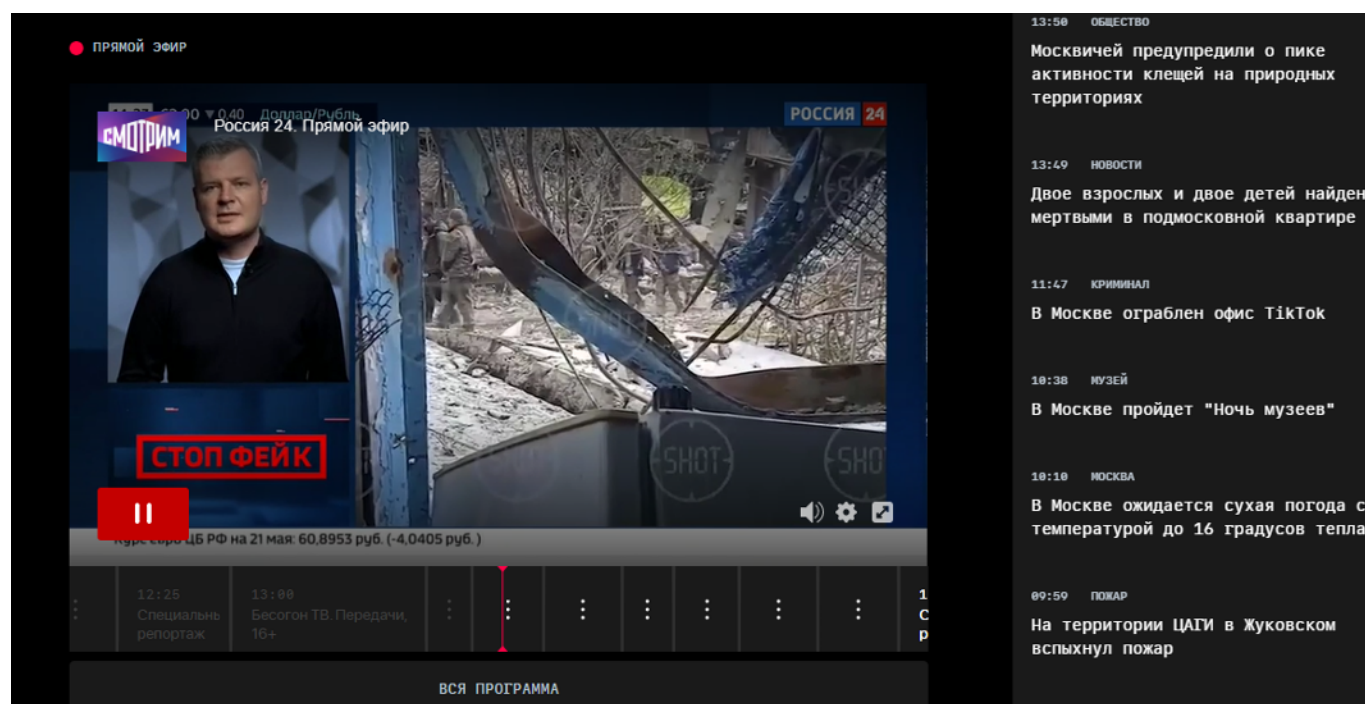 ПРЯМОЙ ЭФИР
0,40 Доллар/Рубль
СМОТРИМ
Россия 24. Прямой эфир
РОССИЯ 24
SHOT
SHOT
СТОП ФЕЙК
Курс евро ЦБ РФ на 21 мая: 60,8953 руб. (-4,0405 руб. )
12:25
Специальнь
репортаж
13:00
Бесогон ТВ. Передачи,
16+
ВСЯ ПРОГРАММА
13:50 ОБЩЕСТВО
Москвичей предупредили о пике
активности клещей на природных
территориях
13:49 НОВОСТИ
Двое взрослых и двое детей найден
мертвыми в подмосковной квартире
11:47 КРИМИНАЛ
В Москве ограблен офис TikTok
10:38 МУЗЕЙ
В Москве пройдет "Ночь музеев"
10:10 МОСКВА
В Москве ожидается сухая погода с
температурой до 16 градусов тепла
09:59 ПОЖАР
На территории ЦАГИ в Жуковском
вспыхнул пожар